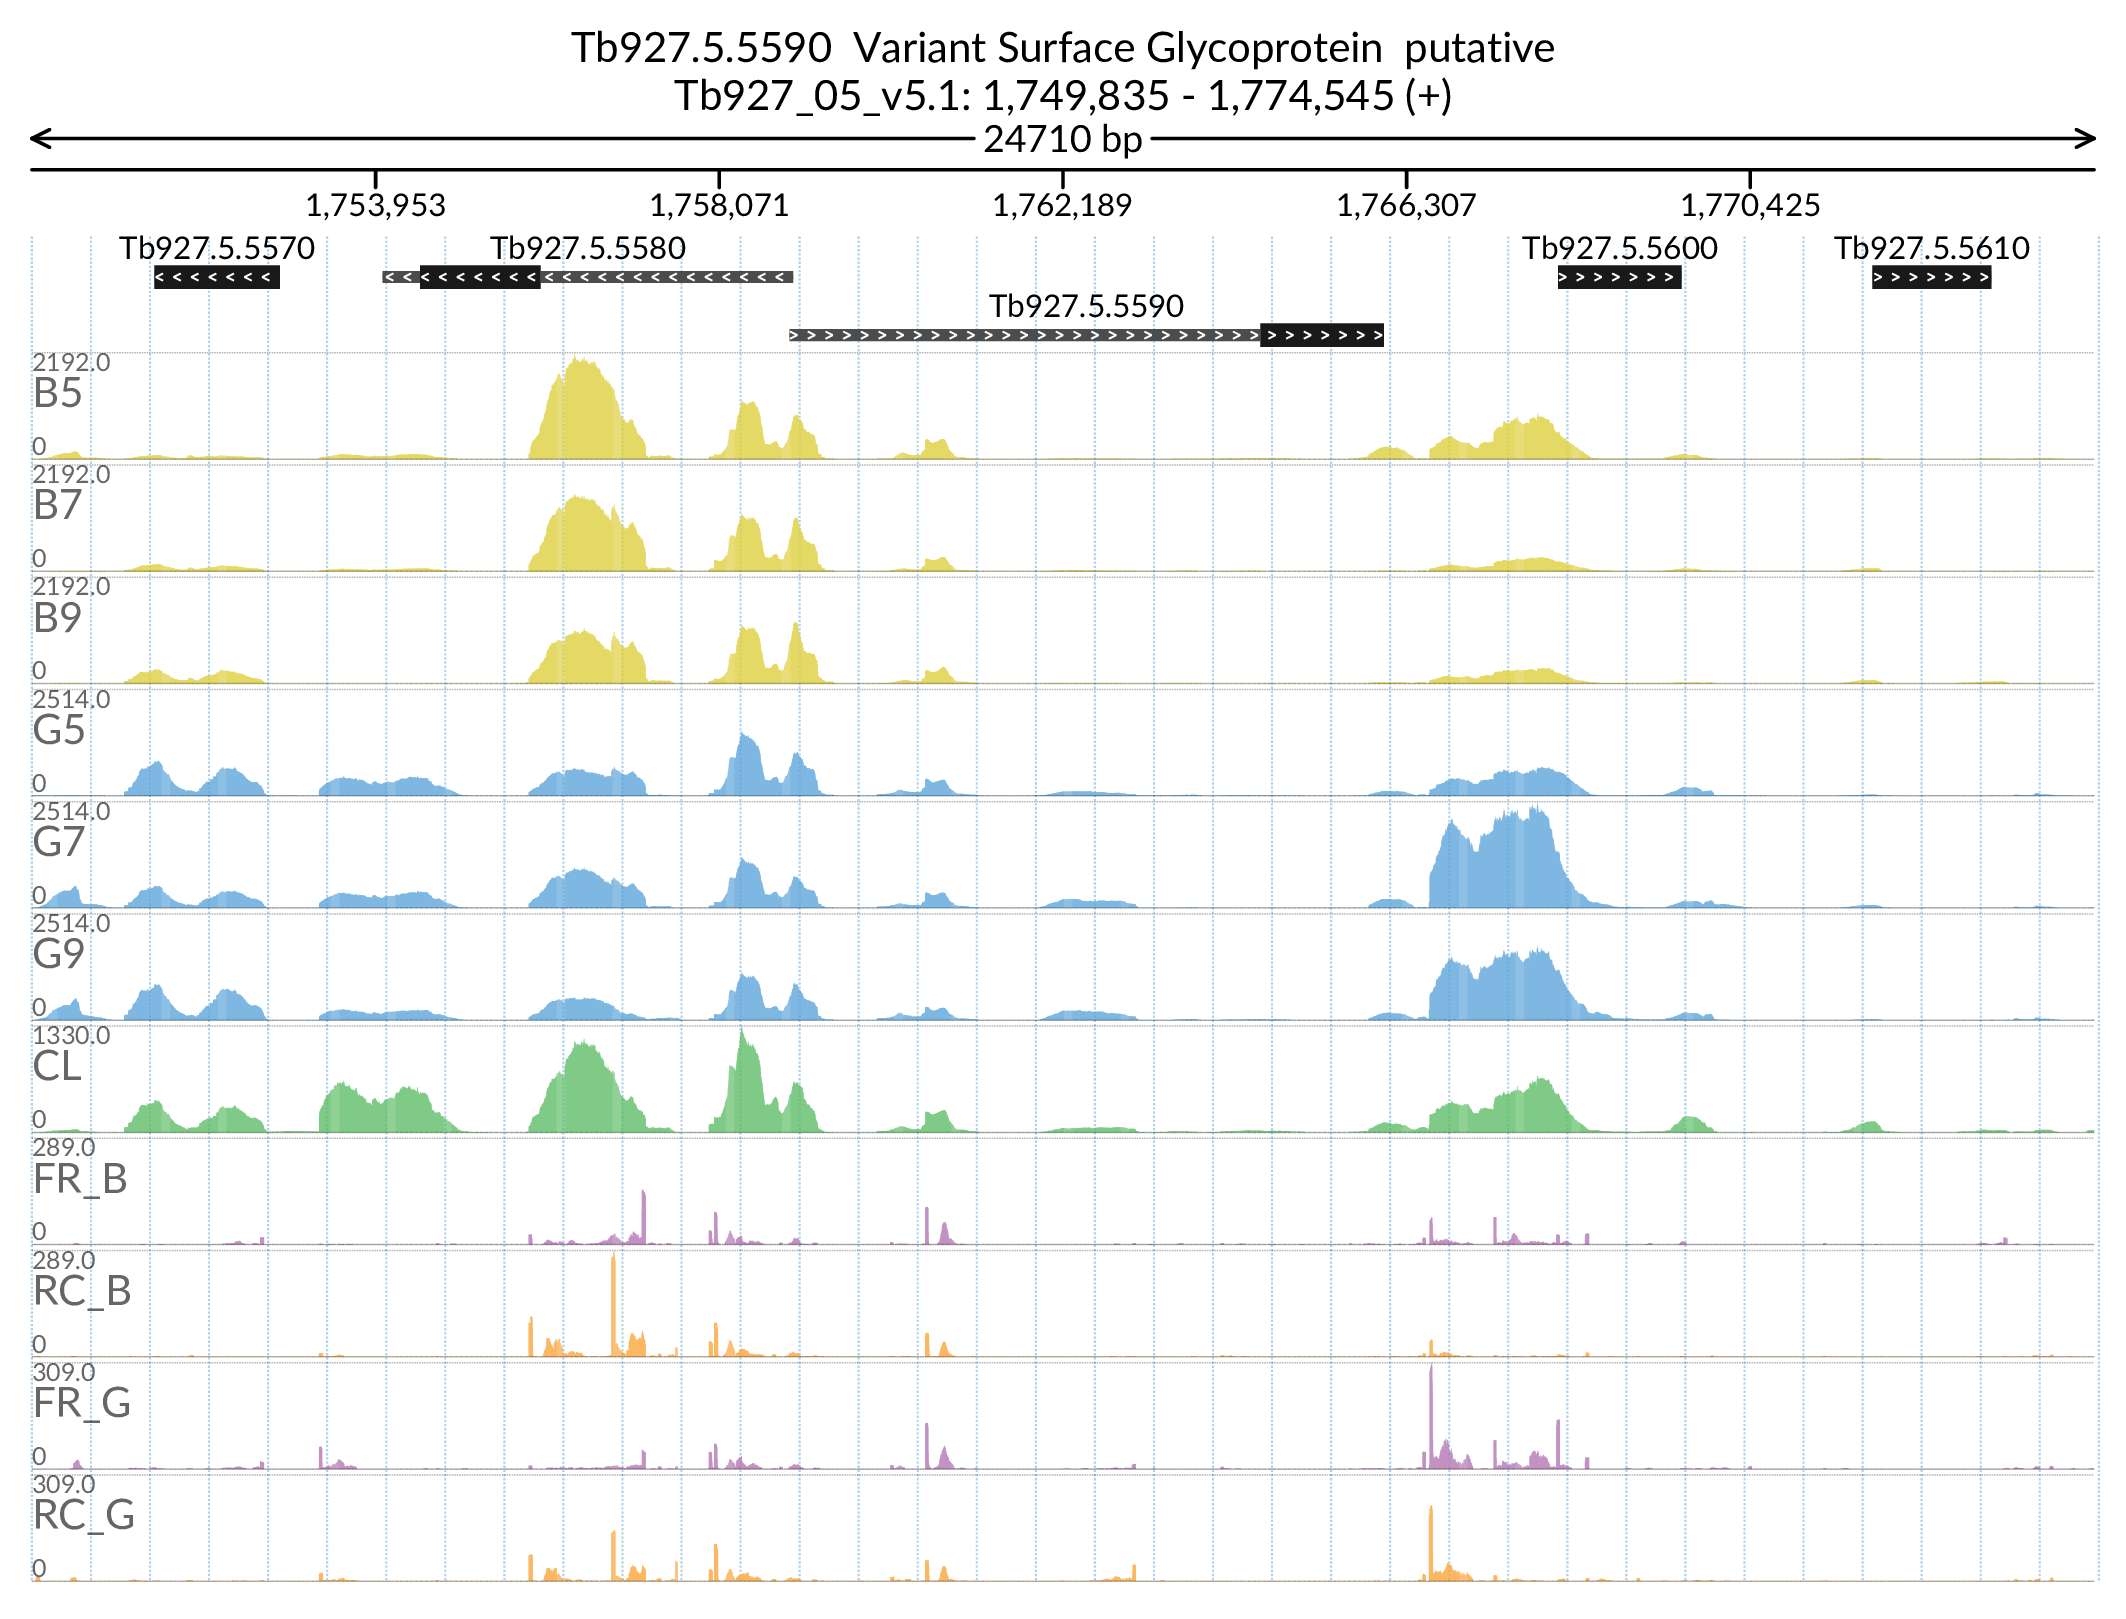 Tb927.5.5590  Variant Surface Glycoprotein  putative
Tb927_05_v5.1: 1,749,835 - 1,774,545 (+)
24710 bp
1,753,953 1,758,071 1,762,189 1,766,307 1,770,425
Tb927.5.5570 Tb927.5.5580 Tb927.5.5600 Tb927.5.5610
Tb927.5.5590
2192.0
B5
0
2192.0
B7
0
2192.0
B9
0
2514.0
G5
0
2514.0
G7
0
2514.0
G9
0
1330.0
CL
0
289.0
FR_B
0
289.0
RC_B
0
309.0
FR_G
0
309.0
RC_G
0